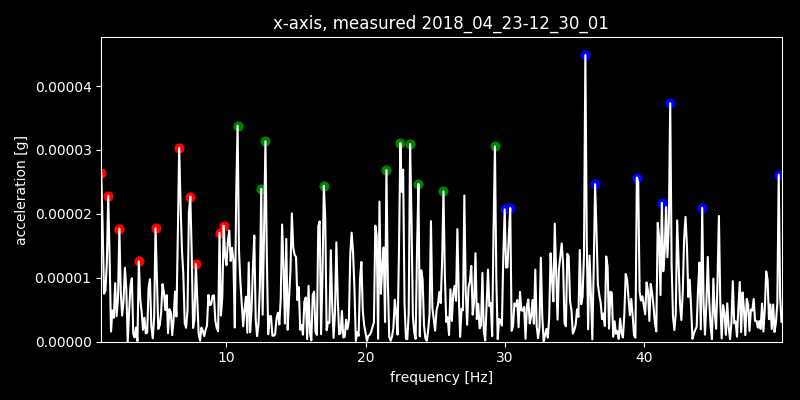 x-axis, measured 2018_04_23-12_30_01
acceleration [g]
0.00004
0.00003
0.00002
0.00001
0.00000
10 20 30 40
frequency [Hz]